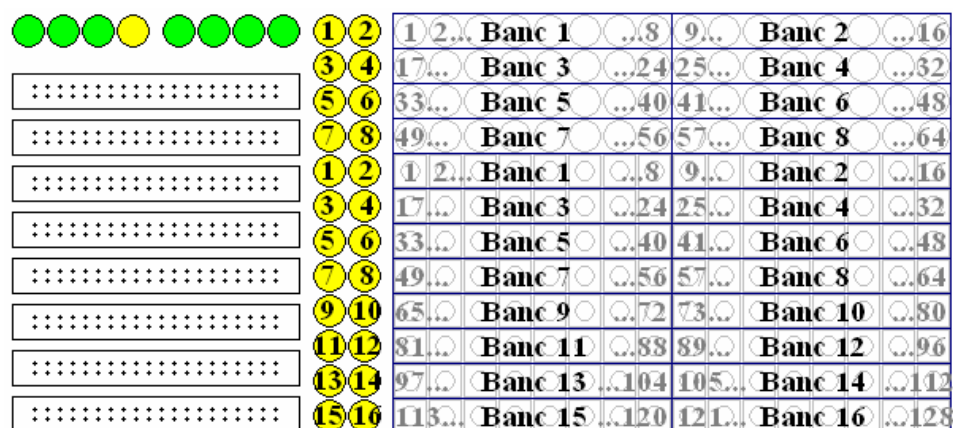 1 2 1 2... Banc 1 ...8 9... Banc 2 ...16
3 4 17... Banc 3 ...24 25... Banc 4 ...32
5 6 33... Banc 5 ...40 41... Banc 6 ...48
7 8 49... Banc 7 ...56 57... Banc 8 ...64
1 2 1 2... Banc 1 ...8 9... Banc 2 ...16
3 4 17... Banc 3 ...24 25... Banc 4 ...32
5 6 33... Banc 5 ...40 41... Banc 6 ...48
7 8 49... Banc 7 ...56 57... Banc 8 ...64
9 10 65... Banc 9 ...72 73... Banc 10 ...80
11 12 81... Banc 11 ...88 89... Banc 12 ...96
13 14 97... Banc 13 ...104 105... Banc 14 ...112
15 16 113... Banc 15 ...120 121... Banc 16 ...128